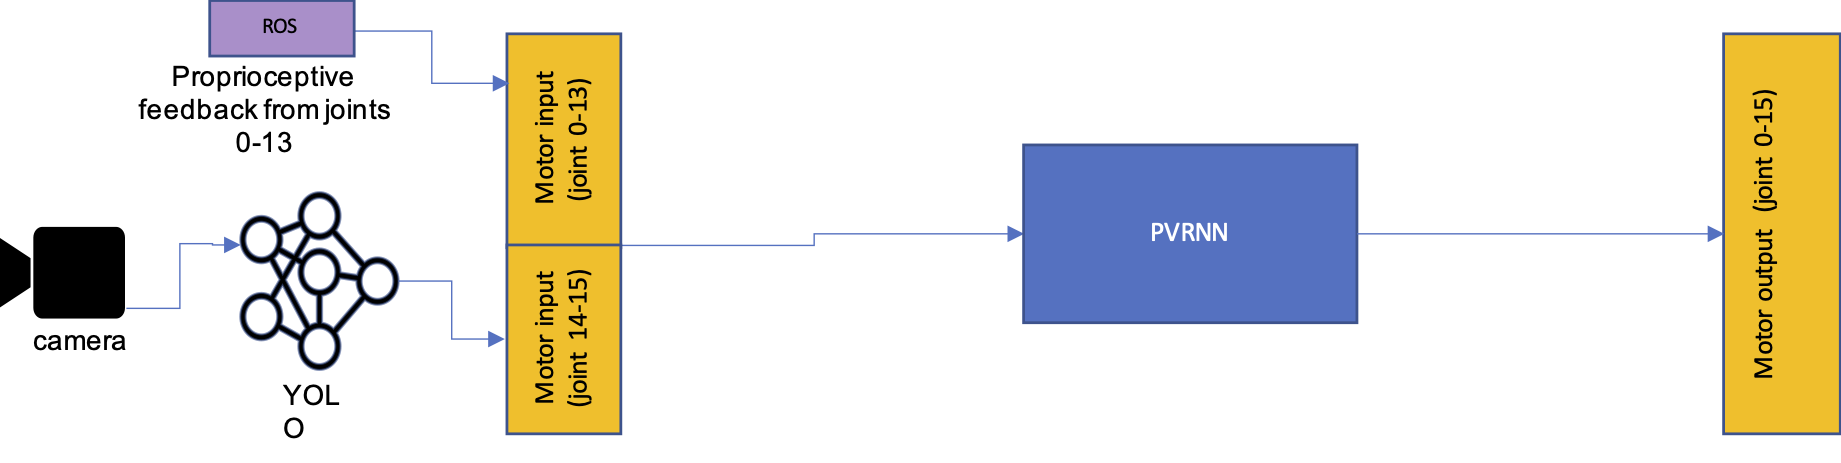 ROS
Proprioceptive
feedback from joints
0-13
camera
YOL
O
Motor input
(joint 0-13)
Motor input
(joint 14-15)
PVRNN
Motor output (joint 0-15)